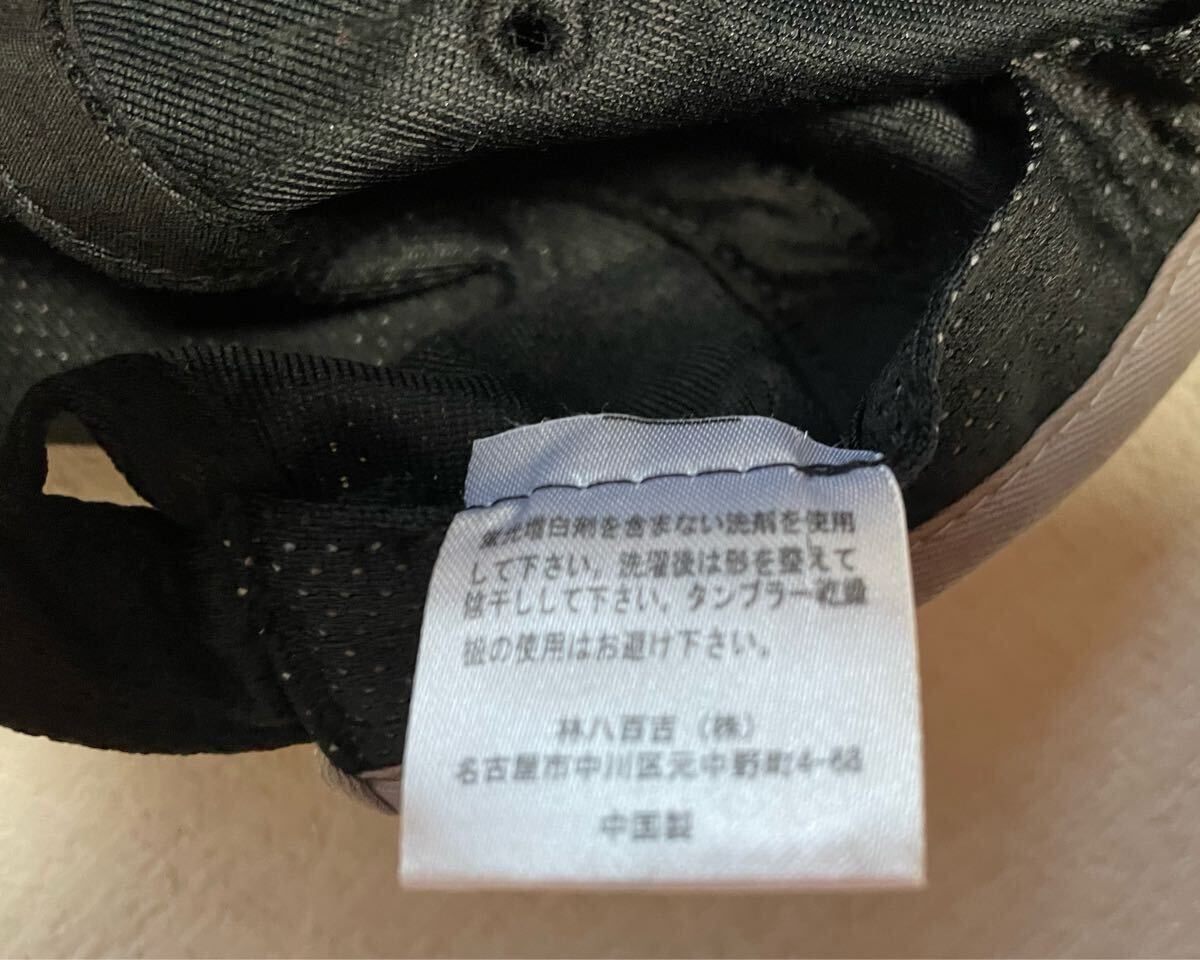 蛍光増白剤を含まない洗剤を使用
して下さい。洗濯後は形を整えて
陰干しして下さい。タンブラー乾燥
機の使用はお避け下さい。
林八百吉（株）
名古屋市中川区元中野町4-68
中国製